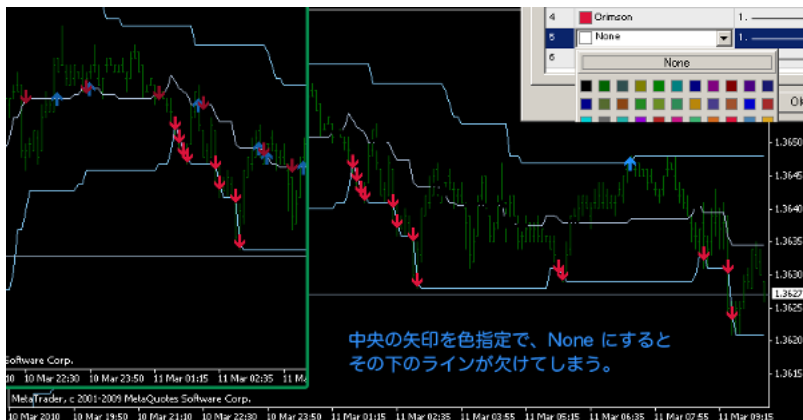 4 Crimson 1.
5 None 1.
6
None
OK
1.3650
1.3645
1.3640
1.3635
1.3630
1.3627
1.3620
1.3615
中央の矢印を色指定で、None にすると
その下のラインが欠けてしまう。
Software Corp.
10 10 Mar 22:30 10 Mar 23:50 11 Mar 01:15 11 Mar 02:35 11 M
MetaTrader, c 2001-2009 MetaQuotes Software Corp.
10 Mar 2010 10 Mar 19:50 10 Mar 21:10 10 Mar 22:30 10 Mar 23:50 11 Mar 01:15 11 Mar 02:35 11 Mar 03:55 11 Mar 05:15 11 Mar 06:35 11 Mar 07:55 11 Mar 09:15